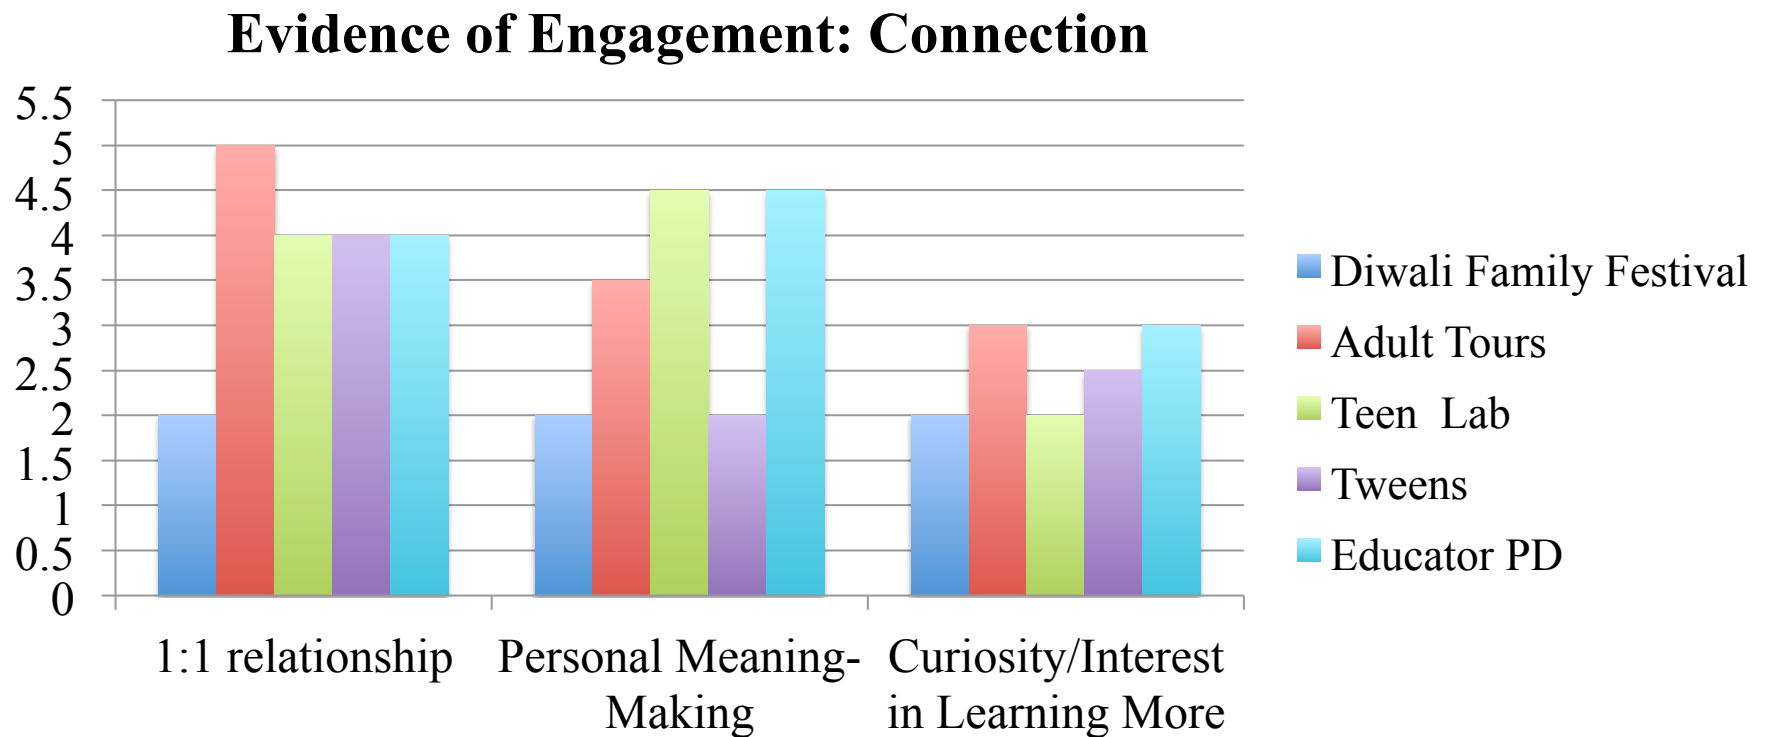 Evidence of Engagement: Connection
5.5
5
4.5
4
3.5
3
2.5
2
1.5
1
0.5
0
1:1 relationship
Personal Meaning-
Making
Curiosity/Interest
in Learning More
Diwali Family Festival
Adult Tours
Teen  Lab
Tweens
Educator PD